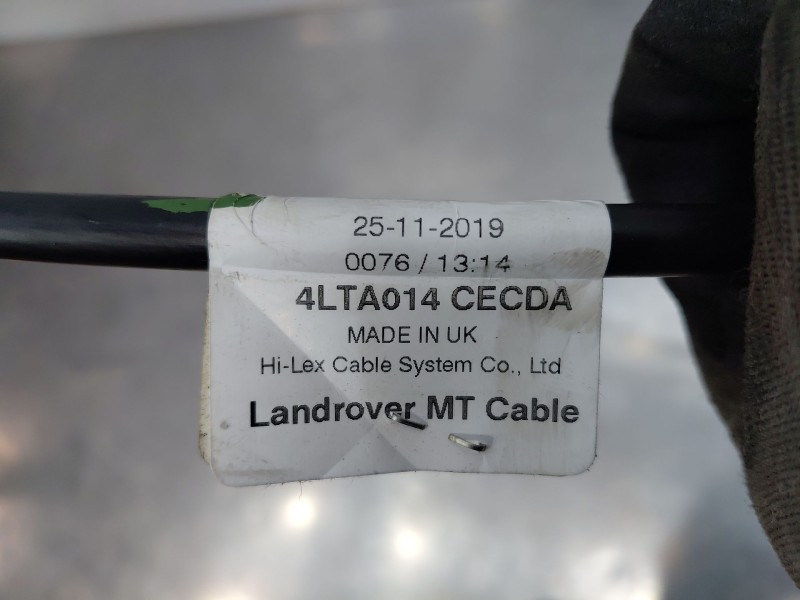 25-11-2019
0076 / 13:14
4LTA014 CECDA
MADE IN UK
Hi-Lex Cable System Co., Ltd
Landrover MT Cable